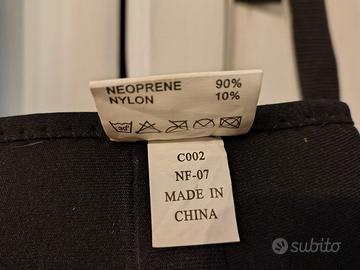 NEOPRENE 90%
NYLON 10%
C002
NF-07
MADE IN
CHINA
subito